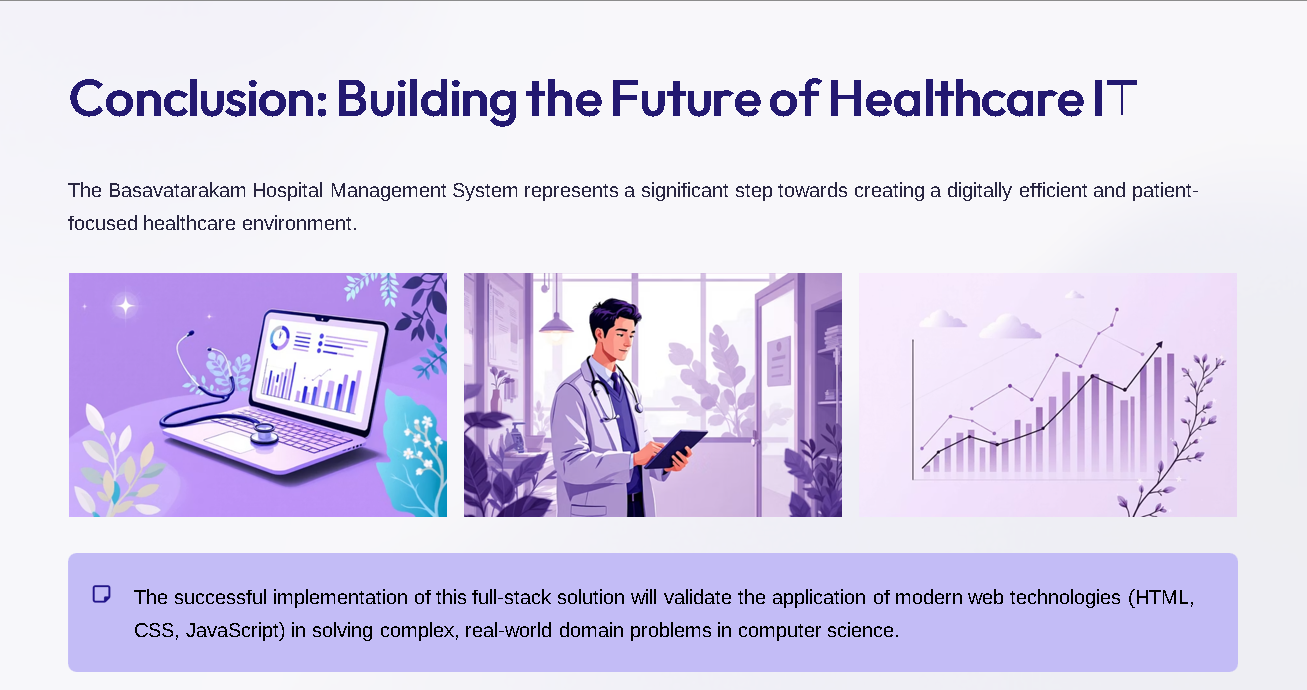 Conclusion: Building the Future of Healthcare IT
The Basavatarakam Hospital Management System represents a significant step towards creating a digitally efficient and patient-
focused healthcare environment.
The successful implementation of this full-stack solution will validate the application of modern web technologies (HTML,
CSS, JavaScript) in solving complex, real-world domain problems in computer science.